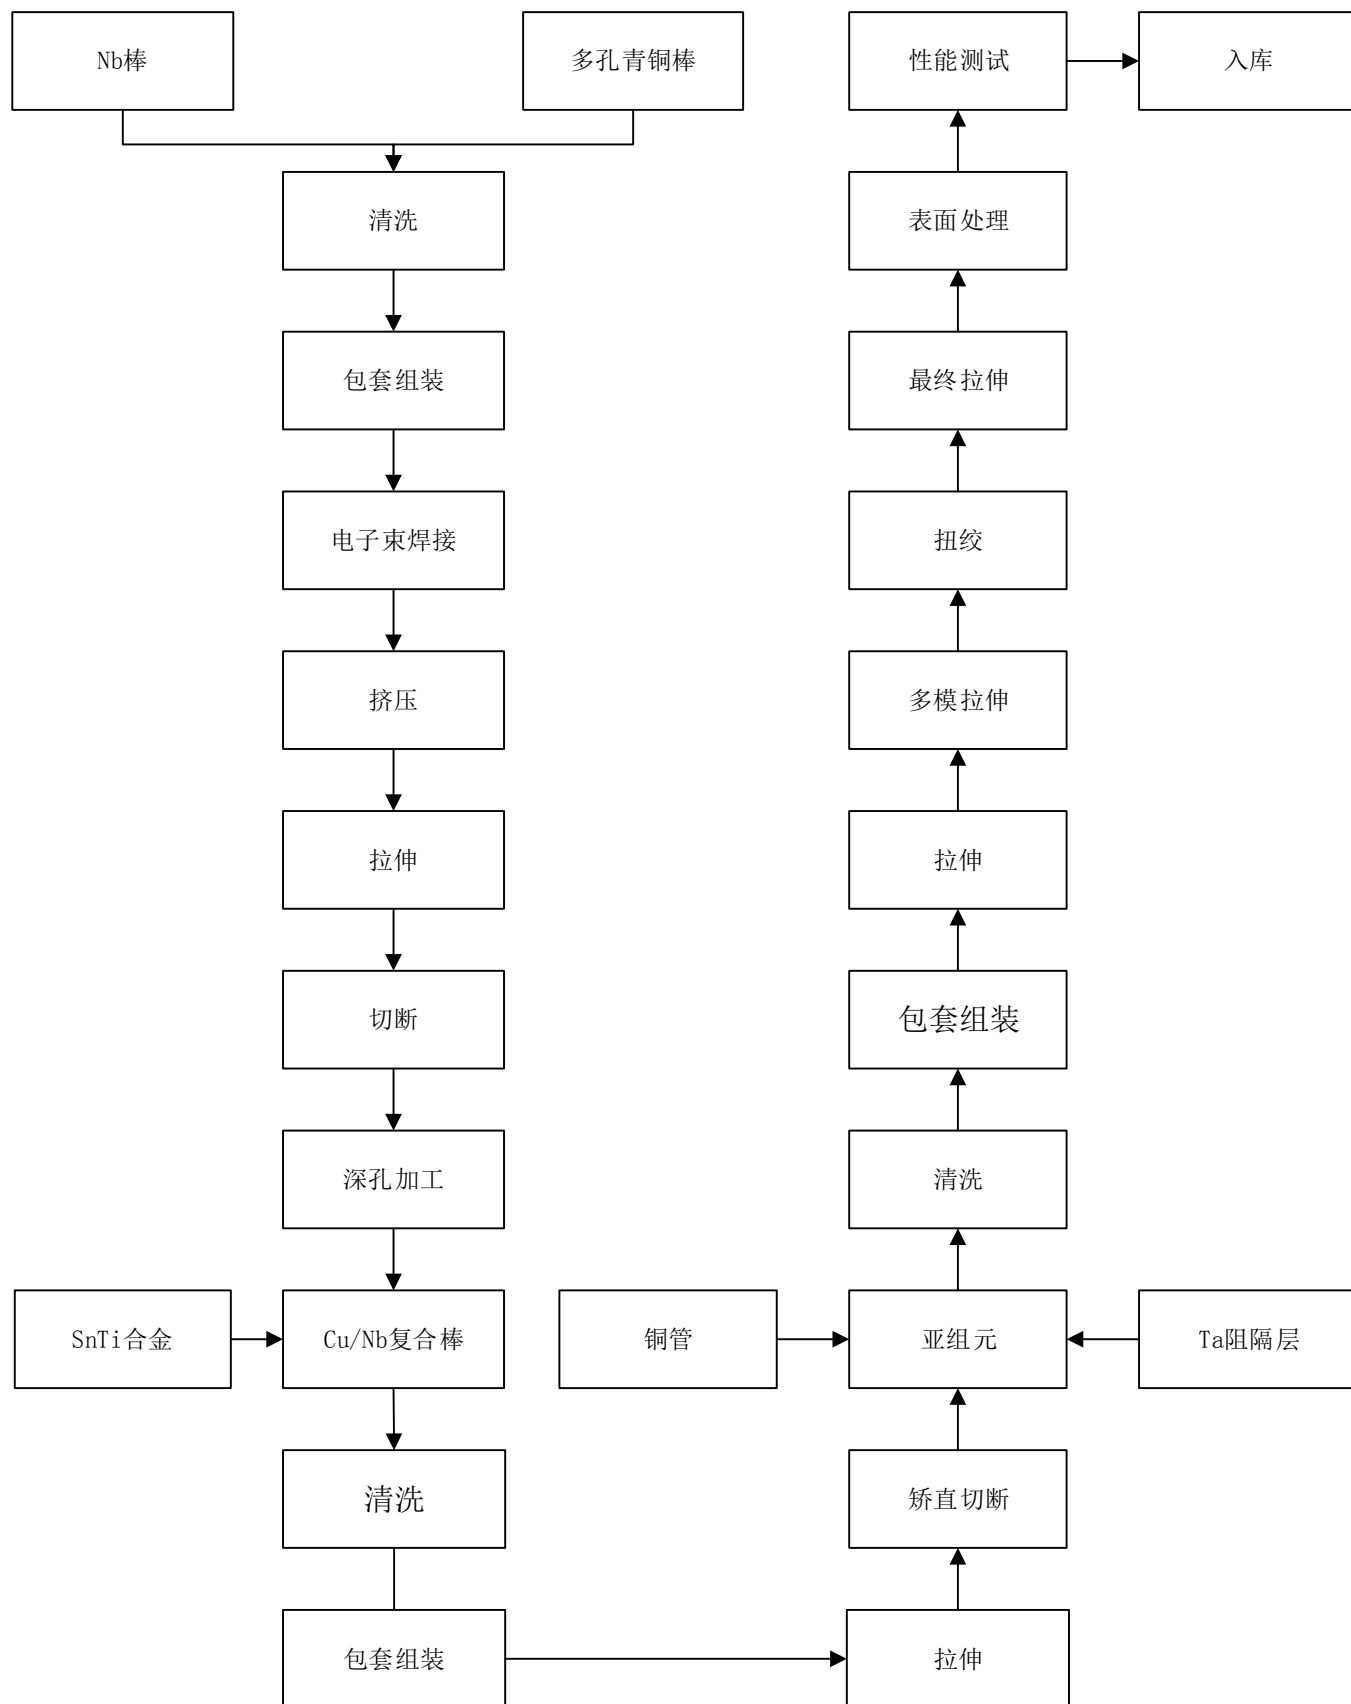 Nb棒
多孔青铜棒
清洗
包套组装
电子束焊接
挤压
拉伸
切断
深孔加工
SnTi合金
Cu/Nb复合棒
清洗
包套组装
拉伸
矫直切断
铜管
亚组元
Ta阻隔层
清洗
包套组装
拉伸
多模拉伸
扭绞
最终拉伸
表面处理
性能测试
入库